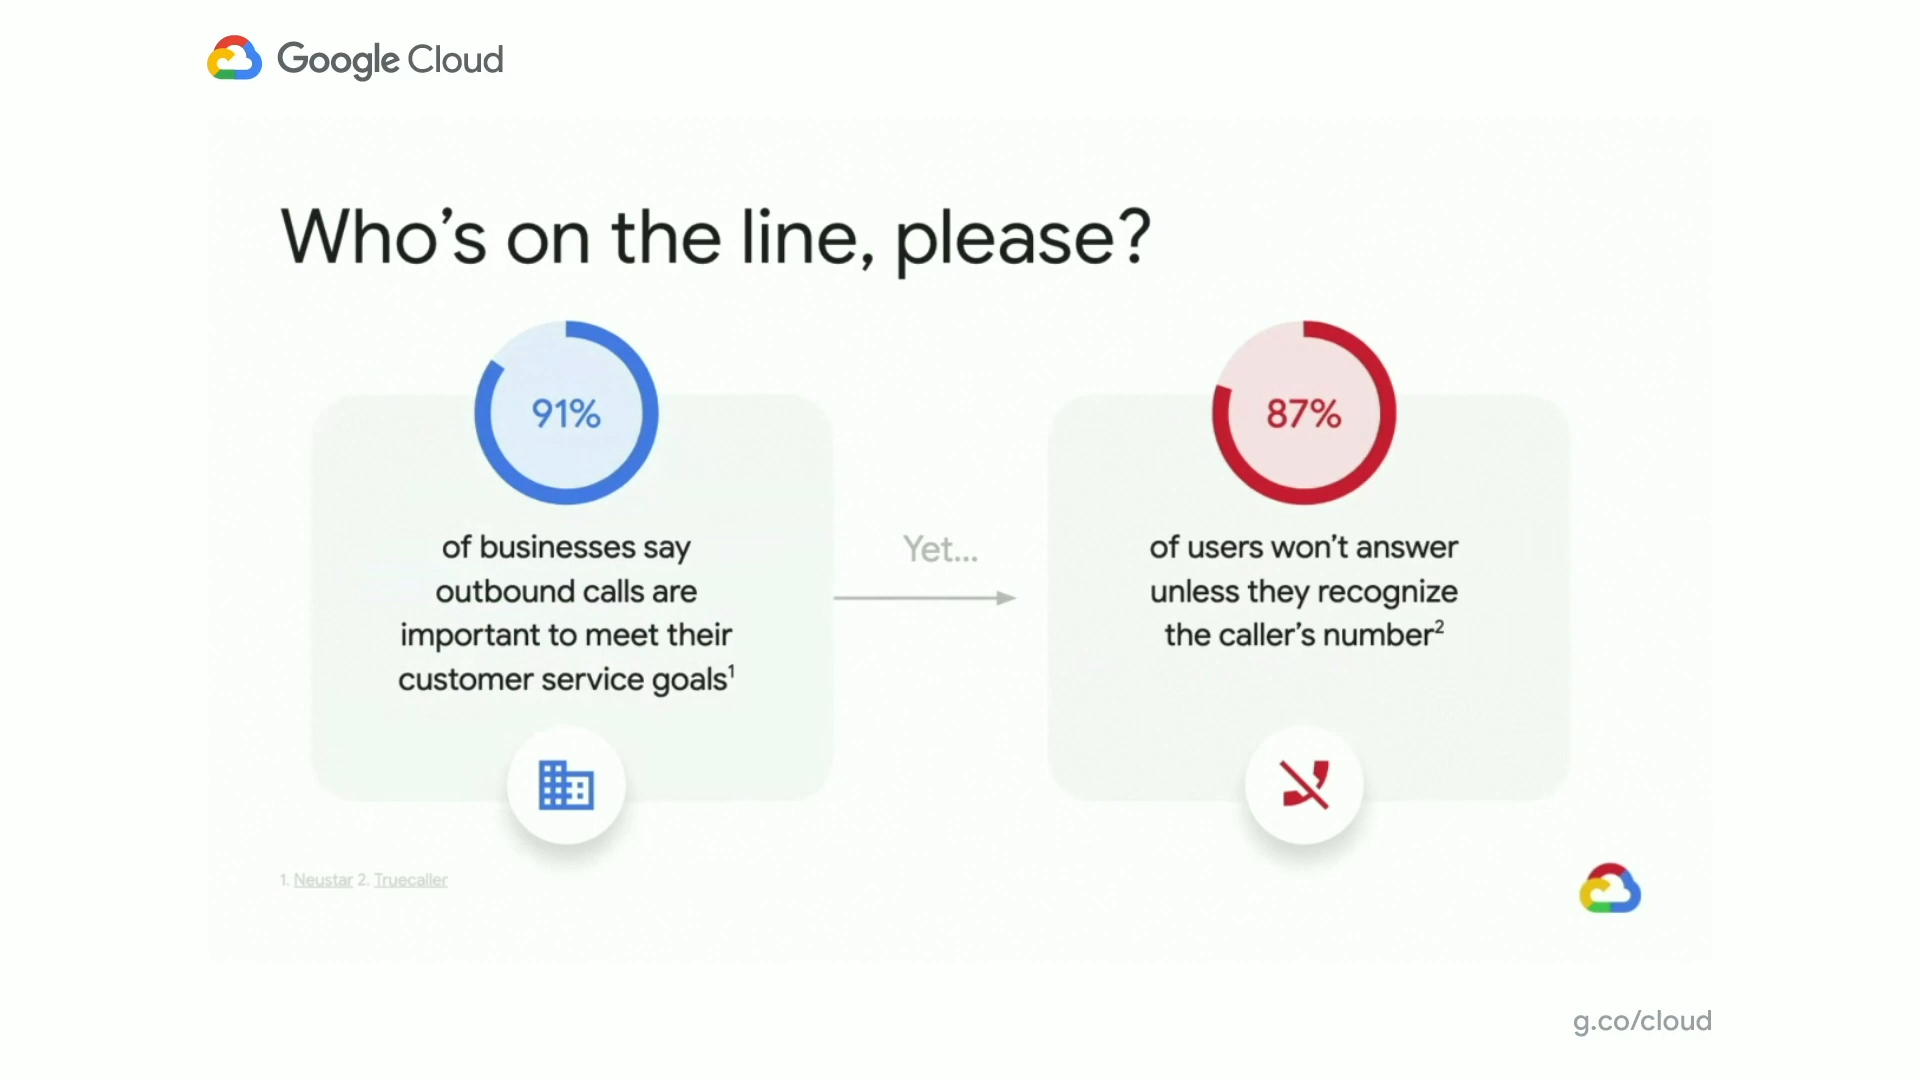 Google Cloud
Who’s on the line, please?
91%
of businesses say
outbound calls are
important to meet their
customer service goals¹
Yet...
87%
of users won’t answer
unless they recognize
the caller’s number²
1. Neustar 2. Truecaller
g.co/cloud